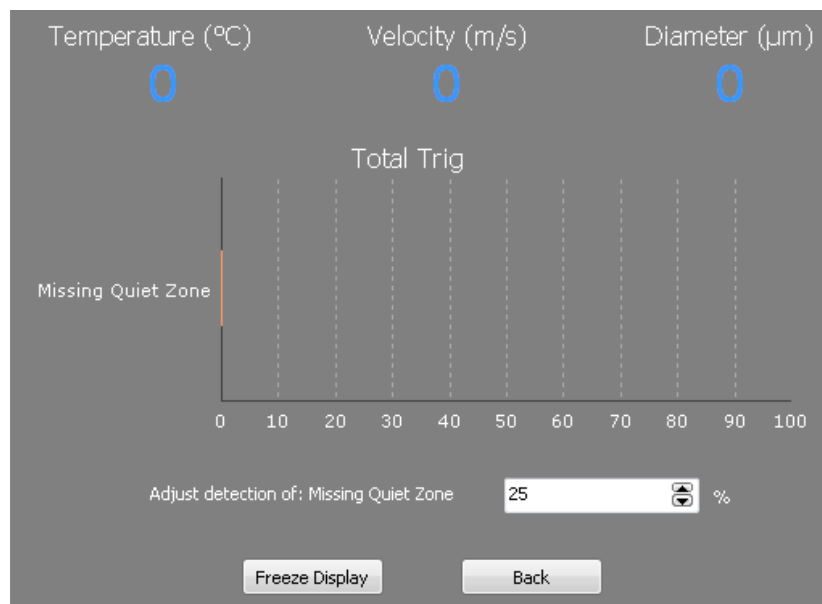 Temperature (ºC) Velocity (m/s) Diameter (µm)
0 0 0
Total Trig
Missing Quiet Zone
0 10 20 30 40 50 60 70 80 90 100
Adjust detection of: Missing Quiet Zone 25 %
Freeze Display Back